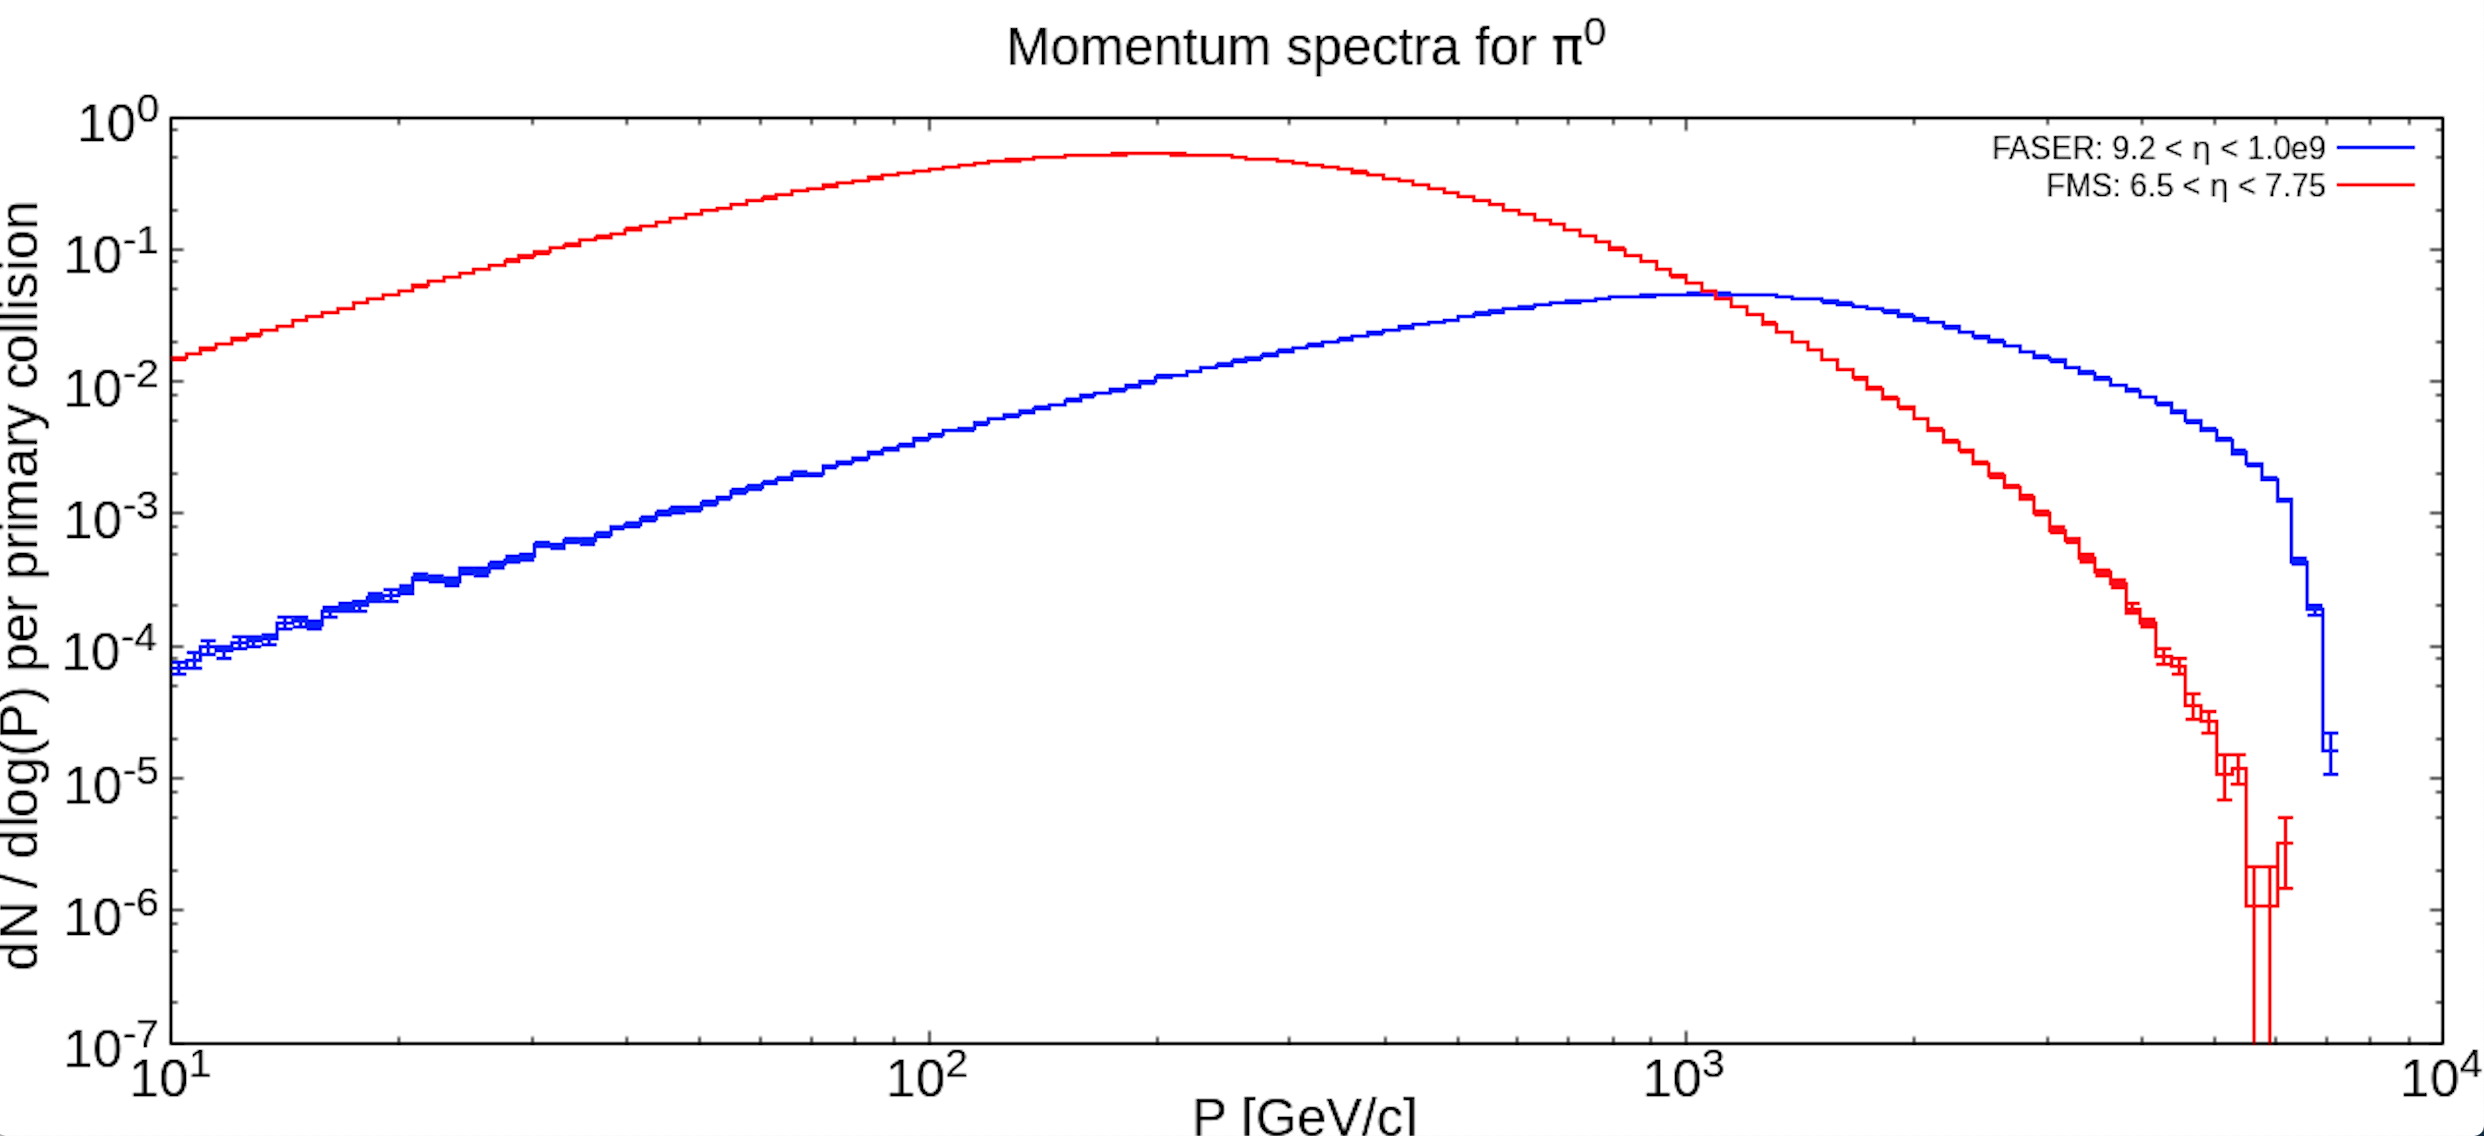 Momentum spectra for π⁰
dN / dlog(P) per primary collision
10⁰
10⁻¹
10⁻²
10⁻³
10⁻⁴
10⁻⁵
10⁻⁶
10⁻⁷
FASER: 9.2 < η < 1.0e9
FMS: 6.5 < η < 7.75
10¹
10²
10³
10⁴
P [GeV/c]